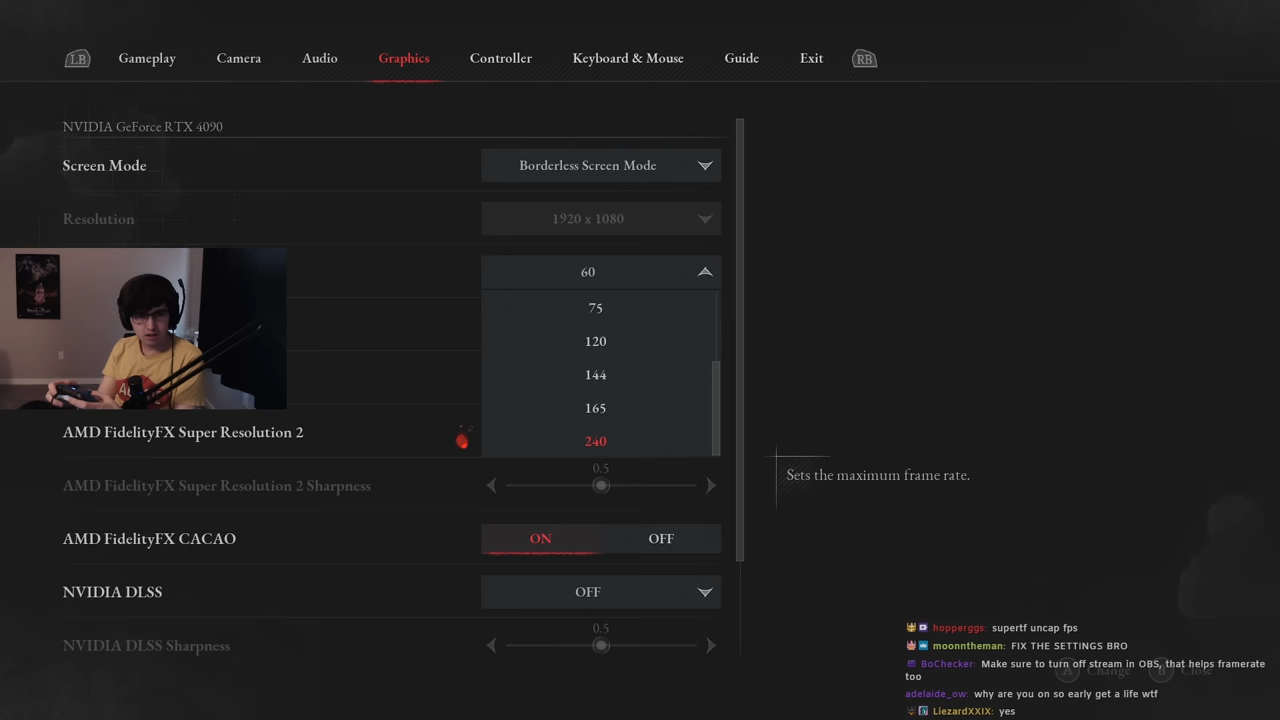 LB Gameplay Camera Audio Graphics Controller Keyboard & Mouse Guide Exit RB
NVIDIA GeForce RTX 4090
Screen Mode Borderless Screen Mode
Resolution 1920 x 1080
60
75
120
144
165
240
AMD FidelityFX Super Resolution 2
0.5
AMD FidelityFX Super Resolution 2 Sharpness
Sets the maximum frame rate.
AMD FidelityFX CACAO ON OFF
NVIDIA DLSS OFF
0.5
NVIDIA DLSS Sharpness
A Change B Close
hopperggs: supertf uncap fps
moonntheman: FIX THE SETTINGS BRO
BoChecker: Make sure to turn off stream in OBS, that helps framerate
too
adelaide_ow: why are you on so early get a life wtf
LiezardXXIX: yes